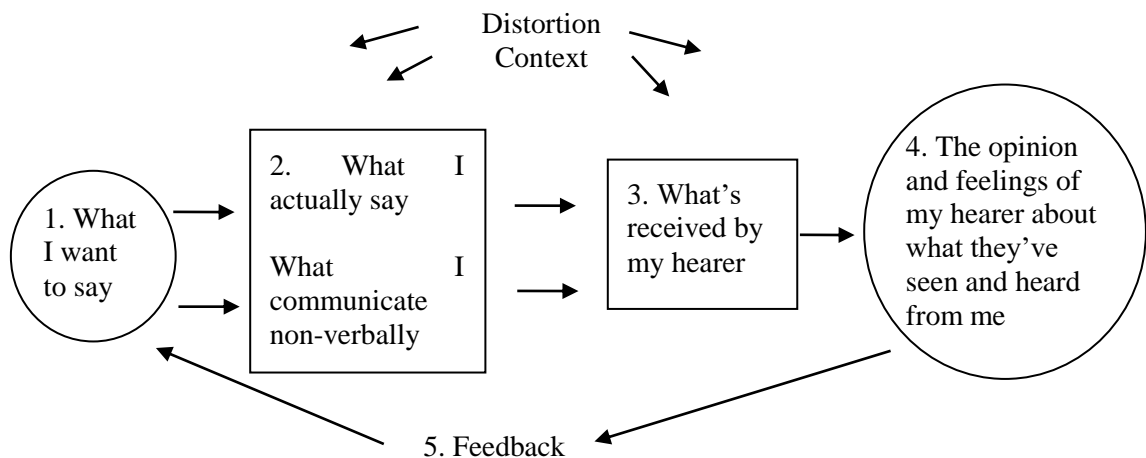 Distortion
Context
1. What
I want
to say
2. What I
actually say
What I
communicate
non-verbally
3. What’s
received by
my hearer
4. The opinion
and feelings of
my hearer about
what they’ve
seen and heard
from me
5. Feedback